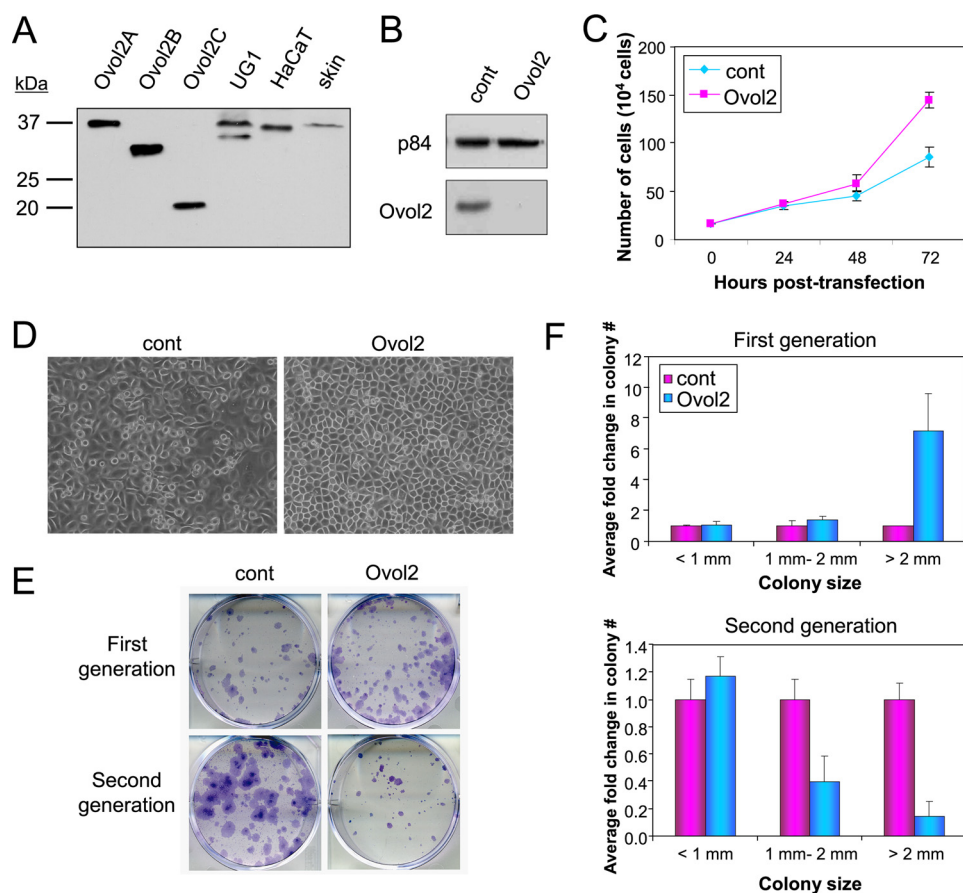 A
Ovol2A
Ovol2B
Ovol2C
UG1
HaCaT
skin
kDa
37
25
20
B
cont
Ovol2
p84
Ovol2
C
Number of cells (10⁴ cells)
200
150
100
50
0
cont
Ovol2
0 24 48 72
Hours post-transfection
D
cont Ovol2
E
cont Ovol2
First
generation
Second
generation
F
First generation
Average fold change in colony #
12
10
8
6
4
2
0
cont
Ovol2
< 1 mm 1 mm- 2 mm > 2 mm
Colony size
Second generation
Average fold change in colony #
1.4
1.2
1.0
0.8
0.6
0.4
0.2
0.0
< 1 mm 1 mm- 2 mm > 2 mm
Colony size